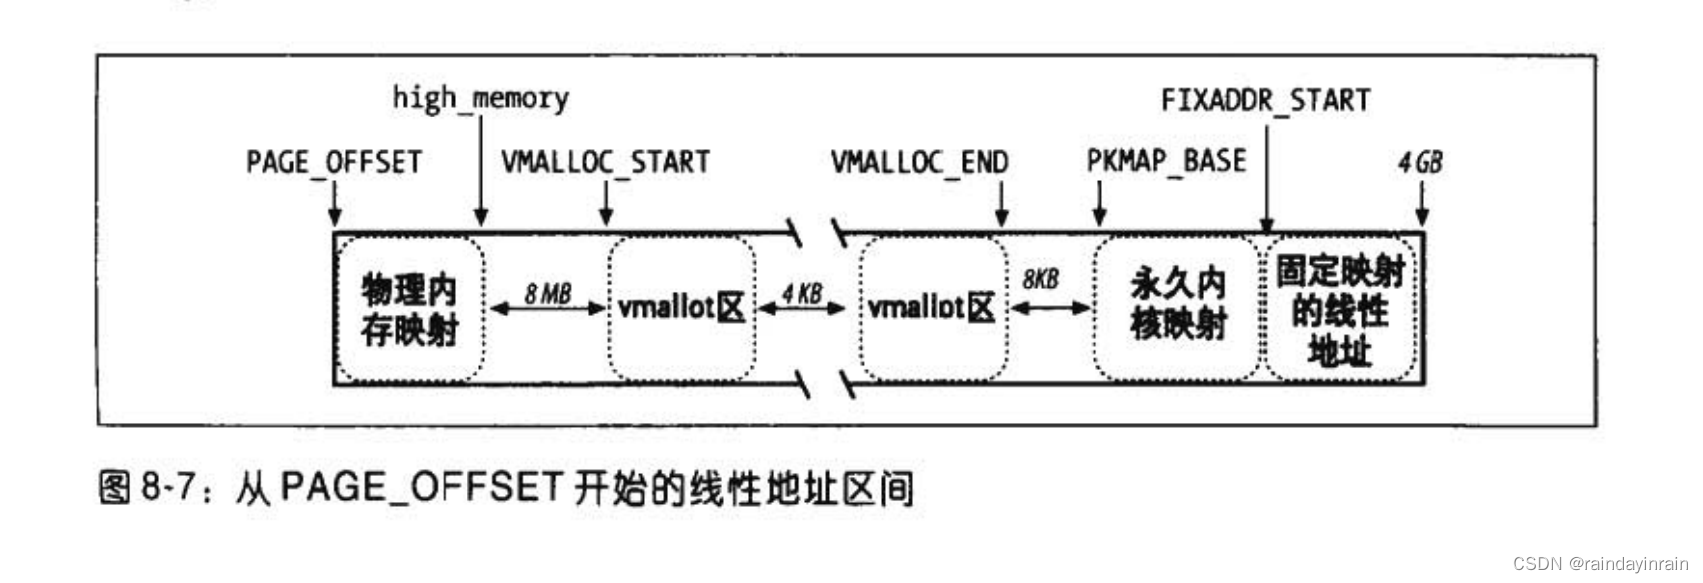 high_memory
FIXADDR_START
PAGE_OFFSET
VMALLOC_START
VMALLOC_END
PKMAP_BASE
4 GB
物理内
存映射
8 MB
vmallot区
4 KB
vmallot区
8KB
永久内
核映射
固定映射
的线性
地址
图 8-7：从 PAGE_OFFSET 开始的线性地址区间
CSDN @raindayinrain